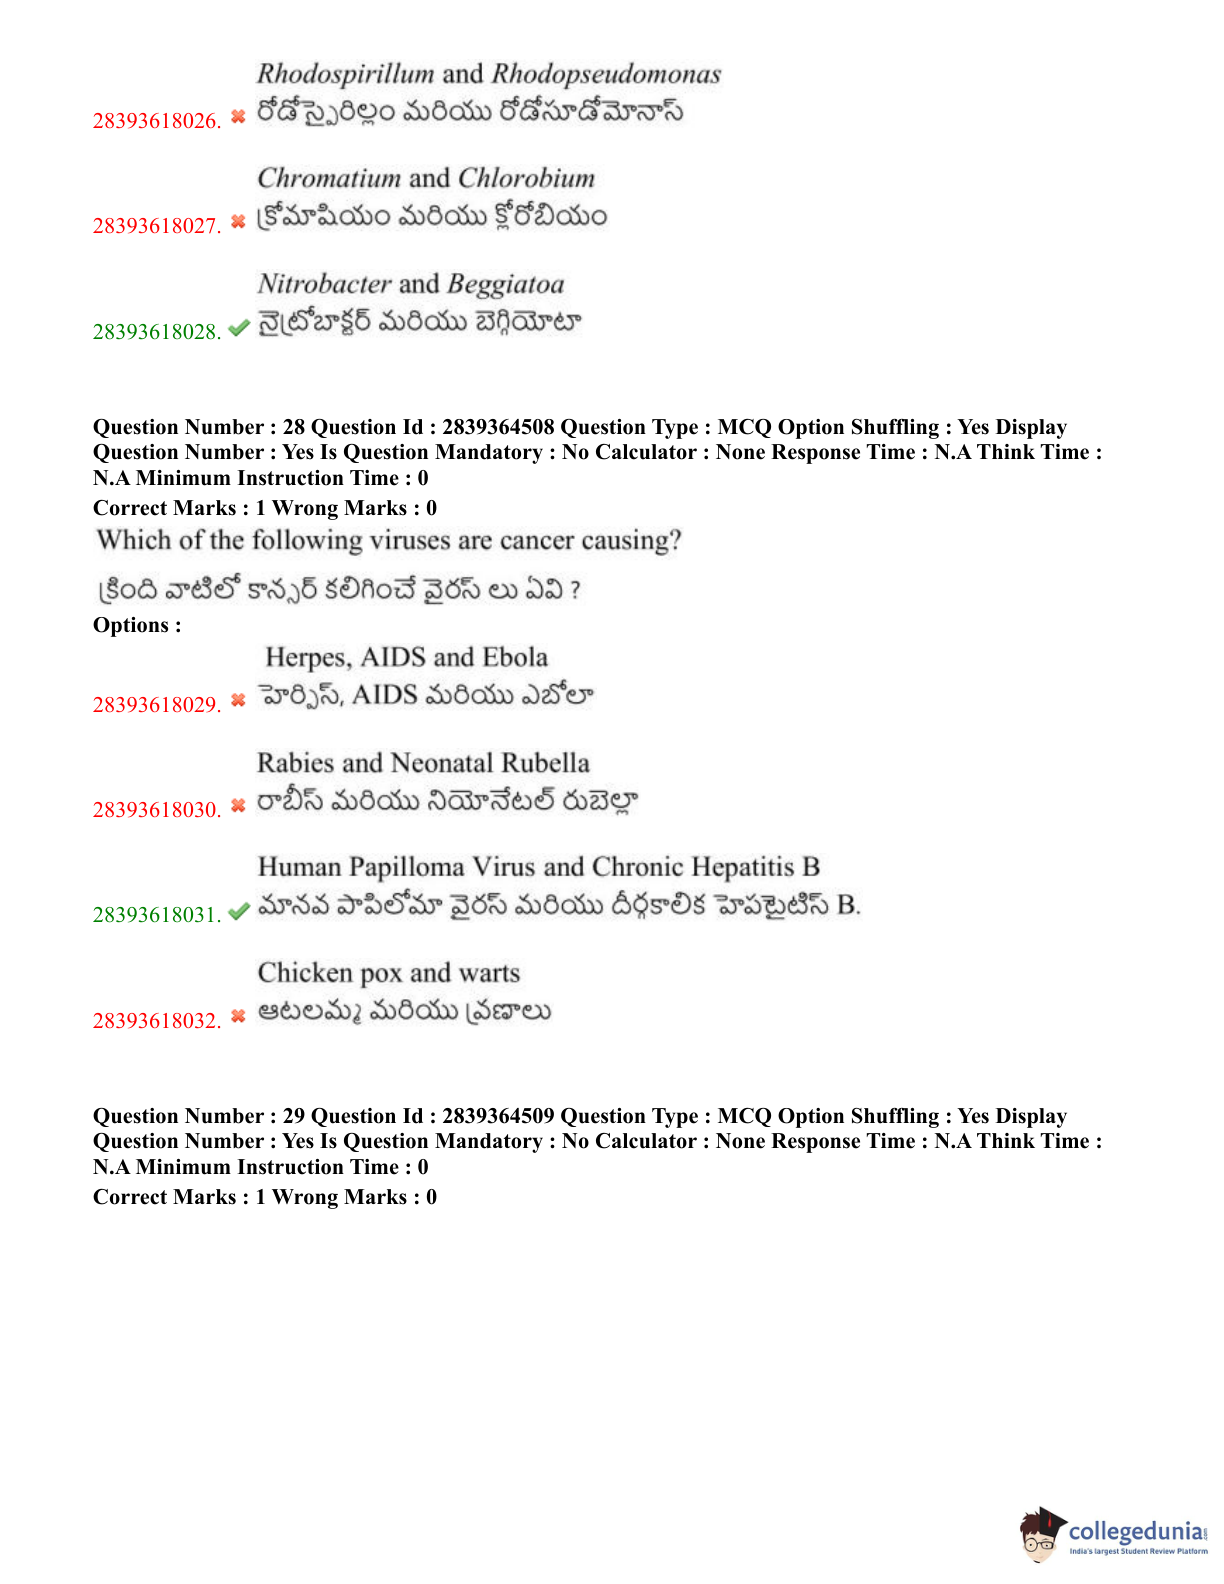 Rhodospirillum and Rhodopseudomonas
28393618026. రోడోస్పైరిల్లం మరియు రోడోసూడోమోనాస్
Chromatium and Chlorobium
28393618027. క్రోమాషియం మరియు క్లోరోబియం
Nitrobacter and Beggiatoa
28393618028. నైట్రోబాక్టర్ మరియు బెగ్గియోటా
Question Number : 28 Question Id : 2839364508 Question Type : MCQ Option Shuffling : Yes Display
Question Number : Yes Is Question Mandatory : No Calculator : None Response Time : N.A Think Time :
N.A Minimum Instruction Time : 0
Correct Marks : 1 Wrong Marks : 0
Which of the following viruses are cancer causing?
క్రింది వాటిలో కాన్సర్ కలిగించే వైరస్ లు ఏవి ?
Options :
Herpes, AIDS and Ebola
28393618029. హెర్పిస్, AIDS మరియు ఎబోలా
Rabies and Neonatal Rubella
28393618030. రాబీస్ మరియు నియోనేటల్ రుబెల్లా
Human Papilloma Virus and Chronic Hepatitis B
28393618031. మానవ పాపిలోమా వైరస్ మరియు దీర్గకాలిక హెపటైటిస్ B.
Chicken pox and warts
28393618032. ఆటలమ్మ మరియు వ్రణాలు
Question Number : 29 Question Id : 2839364509 Question Type : MCQ Option Shuffling : Yes Display
Question Number : Yes Is Question Mandatory : No Calculator : None Response Time : N.A Think Time :
N.A Minimum Instruction Time : 0
Correct Marks : 1 Wrong Marks : 0
collegedunia
India's largest Student Review Platform